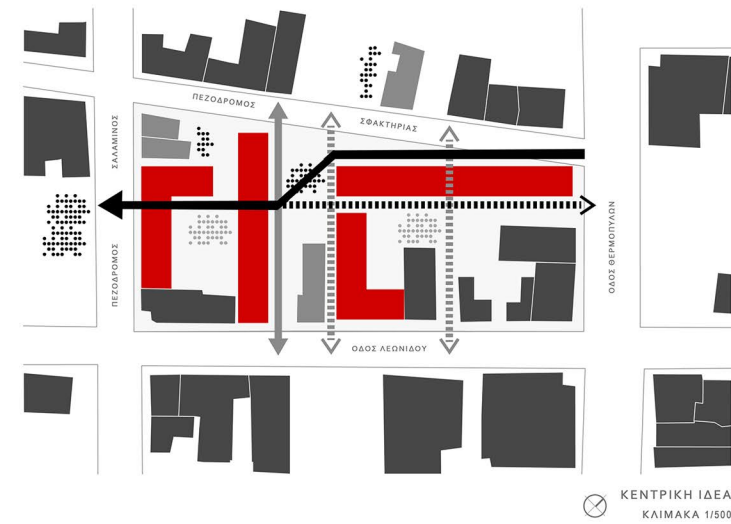 ΠΕΖΟΔΡΟΜΟΣ
ΣΦΑΚΤΗΡΙΑΣ
ΣΑΛΑΜΙΝΟΣ
ΠΕΖΟΔΡΟΜΟΣ
ΟΔΟΣ ΘΕΡΜΟΠΥΛΩΝ
ΟΔΟΣ ΛΕΩΝΙΔΟΥ
ΚΕΝΤΡΙΚΗ ΙΔΕΑ
ΚΛΙΜΑΚΑ 1/500